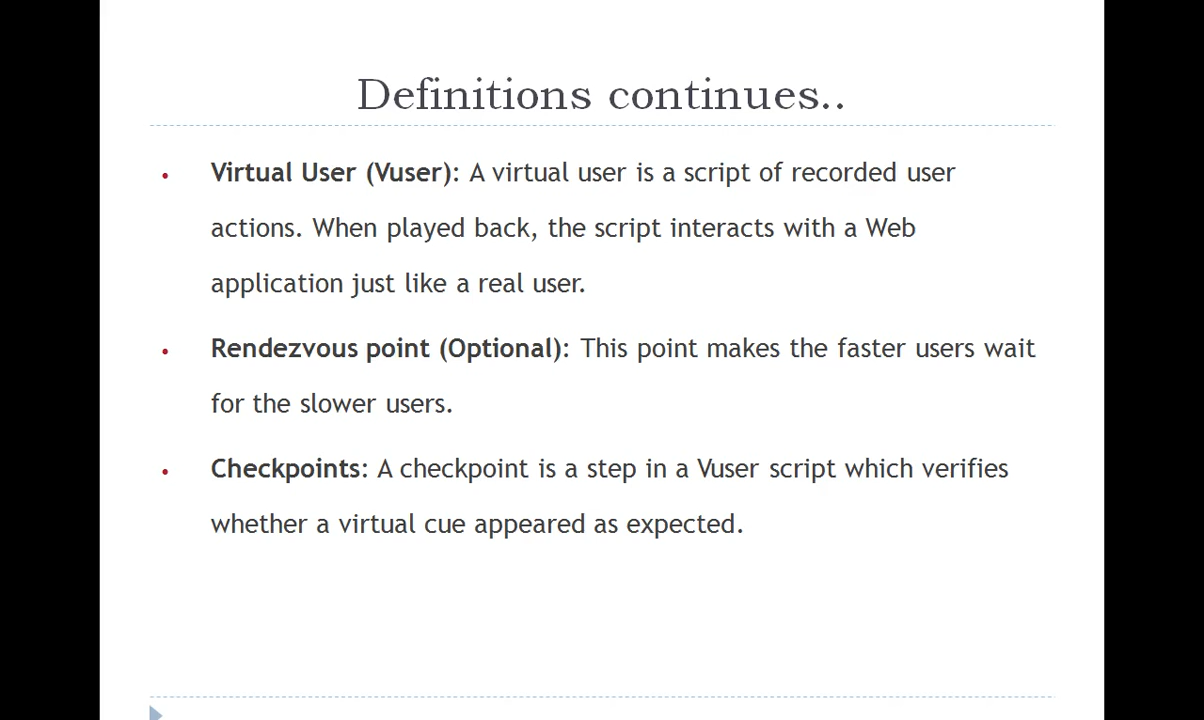 Definitions continues..
• Virtual User (Vuser): A virtual user is a script of recorded user
actions. When played back, the script interacts with a Web
application just like a real user.
• Rendezvous point (Optional): This point makes the faster users wait
for the slower users.
• Checkpoints: A checkpoint is a step in a Vuser script which verifies
whether a virtual cue appeared as expected.